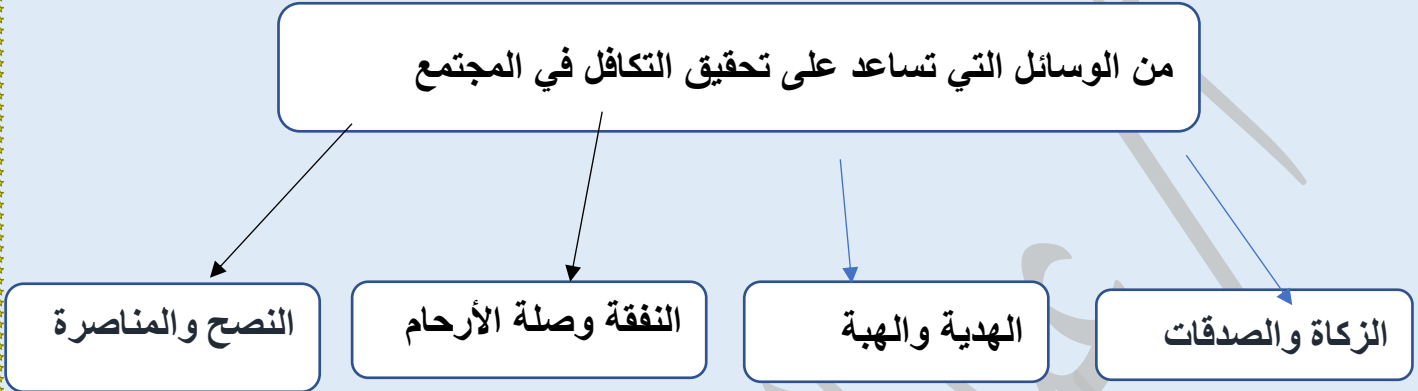 من الوسائل التي تساعد على تحقيق التكافل في المجتمع
الزكاة والصدقات
الهدية والهبة
النفقة وصلة الأرحام
النصح والمناصرة